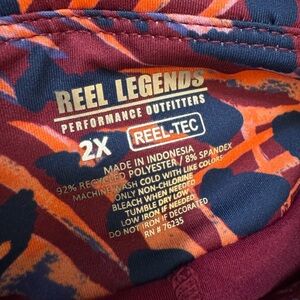 REEL LEGENDS
PERFORMANCE OUTFITTERS
2X REEL-TEC
MADE IN INDONESIA
92% RECYCLED POLYESTER / 8% SPANDEX
MACHINE WASH COLD WITH LIKE COLORS
ONLY NON-CHLORINE
BLEACH WHEN NEEDED
TUMBLE DRY LOW
LOW IRON IF NEEDED
DO NOT IRON IF DECORATED
RN # 76235